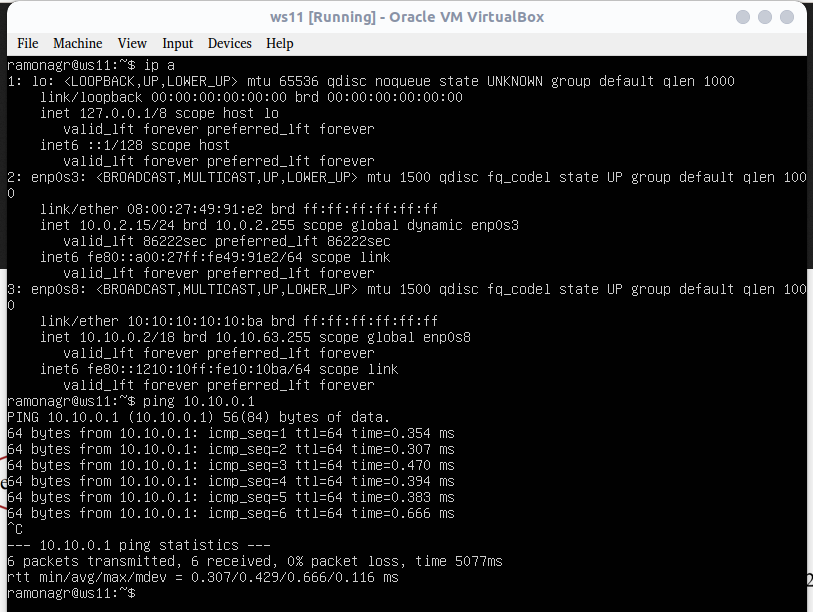 ws11 [Running] - Oracle VM VirtualBox
File Machine View Input Devices Help
ramonagr@ws11:~$ ip a
1: lo: <LOOPBACK,UP,LOWER_UP> mtu 65536 qdisc noqueue state UNKNOWN group default qlen 1000
    link/loopback 00:00:00:00:00:00 brd 00:00:00:00:00:00
    inet 127.0.0.1/8 scope host lo
       valid_lft forever preferred_lft forever
    inet6 ::1/128 scope host
       valid_lft forever preferred_lft forever
2: enp0s3: <BROADCAST,MULTICAST,UP,LOWER_UP> mtu 1500 qdisc fq_codel state UP group default qlen 100
0
    link/ether 08:00:27:49:91:e2 brd ff:ff:ff:ff:ff:ff
    inet 10.0.2.15/24 brd 10.0.2.255 scope global dynamic enp0s3
       valid_lft 86222sec preferred_lft 86222sec
    inet6 fe80::a00:27ff:fe49:91e2/64 scope link
       valid_lft forever preferred_lft forever
3: enp0s8: <BROADCAST,MULTICAST,UP,LOWER_UP> mtu 1500 qdisc fq_codel state UP group default qlen 100
0
    link/ether 10:10:10:10:10:ba brd ff:ff:ff:ff:ff:ff
    inet 10.10.0.2/18 brd 10.10.63.255 scope global enp0s8
       valid_lft forever preferred_lft forever
    inet6 fe80::1210:10ff:fe10:10ba/64 scope link
       valid_lft forever preferred_lft forever
ramonagr@ws11:~$ ping 10.10.0.1
PING 10.10.0.1 (10.10.0.1) 56(84) bytes of data.
64 bytes from 10.10.0.1: icmp_seq=1 ttl=64 time=0.354 ms
64 bytes from 10.10.0.1: icmp_seq=2 ttl=64 time=0.307 ms
64 bytes from 10.10.0.1: icmp_seq=3 ttl=64 time=0.470 ms
64 bytes from 10.10.0.1: icmp_seq=4 ttl=64 time=0.394 ms
64 bytes from 10.10.0.1: icmp_seq=5 ttl=64 time=0.383 ms
64 bytes from 10.10.0.1: icmp_seq=6 ttl=64 time=0.666 ms
^C
--- 10.10.0.1 ping statistics ---
6 packets transmitted, 6 received, 0% packet loss, time 5077ms
rtt min/avg/max/mdev = 0.307/0.429/0.666/0.116 ms
ramonagr@ws11:~$